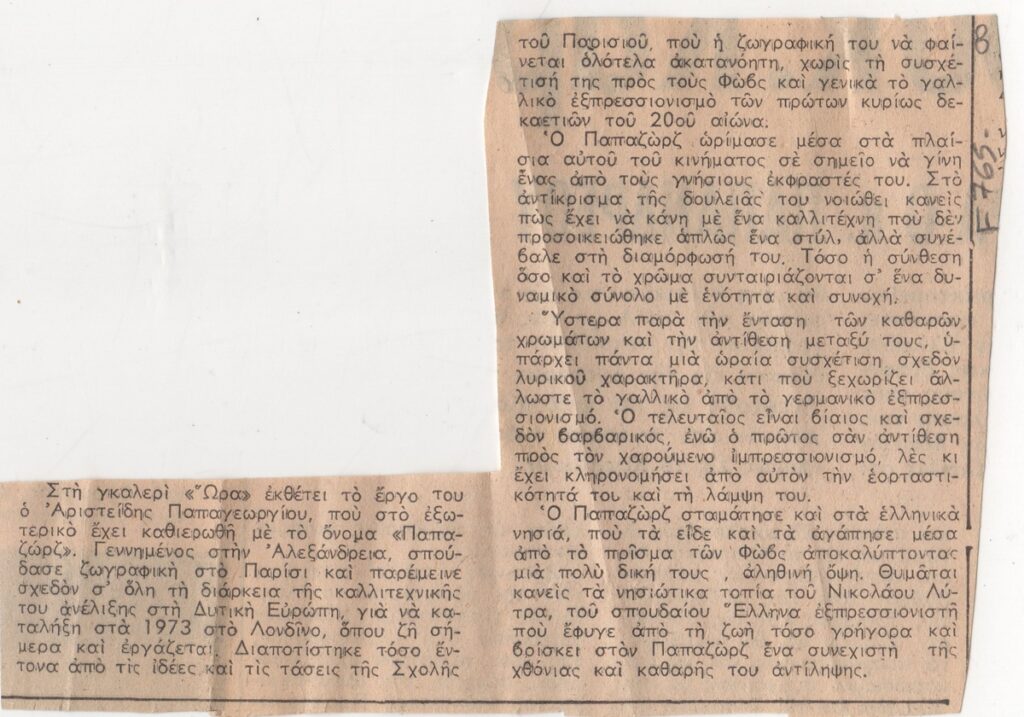 Στὴ γκαλερὶ «Ὥρα» ἐκθέτει τὸ ἔργο του
ὁ Ἀριστείδης Παπαγεωργίου, ποὺ στὸ ἐξω-
τερικὸ ἔχει καθιερωθῆ μὲ τὸ ὄνομα «Παπα-
ζὼρζ». Γεννημένος στὴν Ἀλεξάνδρεια, σπού-
δασε ζωγραφικὴ στὸ Παρίσι καὶ παρέμεινε
σχεδὸν σ' ὅλη τὴ διάρκεια τῆς καλλιτεχνικῆς
του ἀνέλιξης στὴ Δυτικὴ Εὐρώπη, γιὰ νὰ κα-
ταλήξη στὰ 1973 στὸ Λονδῖνο, ὅπου ζῆ σή-
μερα καὶ ἐργάζεται. Διαποτίστηκε τόσο ἔν-
τονα ἀπὸ τὶς ἰδέες καὶ τὶς τάσεις τῆς Σχολῆς
τοῦ Παρισιοῦ, ποὺ ἡ ζωγραφική του νὰ φαί-
νεται ὁλότελα ἀκατανόητη, χωρὶς τὴ συσχέ-
τισή της πρὸς τοὺς Φὼβς καὶ γενικὰ τὸ γαλ-
λικὸ ἐξπρεσσιονισμὸ τῶν πρώτων κυρίως δε-
καετιῶν τοῦ 20οῦ αἰώνα.
Ὁ Παπαζὼρζ ὡρίμασε μέσα στὰ πλαί-
σια αὐτοῦ τοῦ κινήματος σὲ σημεῖο νὰ γίνη
ἕνας ἀπὸ τοὺς γνήσιους ἐκφραστές του. Στὸ
ἀντίκρισμα τῆς δουλειᾶς του νοιώθει κανεὶς
πὼς ἔχει νὰ κάνη μὲ ἕνα καλλιτέχνη ποὺ δὲν
προσοικειώθηκε ἁπλῶς ἕνα στύλ, ἀλλὰ συνέ-
βαλε στὴ διαμόρφωσή του. Τόσο ἡ σύνθεση
ὅσο καὶ τὸ χρῶμα συνταιριάζονται σ' ἕνα δυ-
ναμικὸ σύνολο μὲ ἑνότητα καὶ συνοχή.
Ὕστερα παρὰ τὴν ἔνταση τῶν καθαρῶν
χρωμάτων καὶ τὴν ἀντίθεση μεταξύ τους, ὑ-
πάρχει πάντα μιὰ ὡραία συσχέτιση σχεδὸν
λυρικοῦ χαρακτήρα, κάτι ποὺ ξεχωρίζει ἄλ-
λωστε τὸ γαλλικὸ ἀπὸ τὸ γερμανικὸ ἐξπρεσ-
σιονισμό. Ὁ τελευταῖος εἶναι βίαιος καὶ σχε-
δὸν βαρβαρικός, ἐνῶ ὁ πρῶτος σὰν ἀντίθεση
πρὸς τὸν χαρούμενο ἰμπρεσσιονισμό, λὲς κι
ἔχει κληρονομήσει ἀπὸ αὐτὸν τὴν ἑορταστι-
κότητά του καὶ τὴ λάμψη του.
Ὁ Παπαζὼρζ σταμάτησε καὶ στὰ ἑλληνικὰ
νησιά, ποὺ τὰ εἶδε καὶ τὰ ἀγάπησε μέσα
ἀπὸ τὸ πρῖσμα τῶν Φὼβς ἀποκαλύπτοντας
μιὰ πολὺ δική τους , ἀληθινὴ ὄψη. Θυμᾶται
κανεὶς τὰ νησιώτικα τοπία τοῦ Νικολάου Λύ-
τρα, τοῦ σπουδαίου Ἕλληνα ἐξπρεσσιονιστῆ
ποὺ ἔφυγε ἀπὸ τὴ ζωὴ τόσο γρήγορα καὶ
βρίσκει στὸν Παπαζὼρζ ἕνα συνεχιστὴ τῆς
χθόνιας καὶ καθαρῆς του ἀντίληψης.
8
F 765-